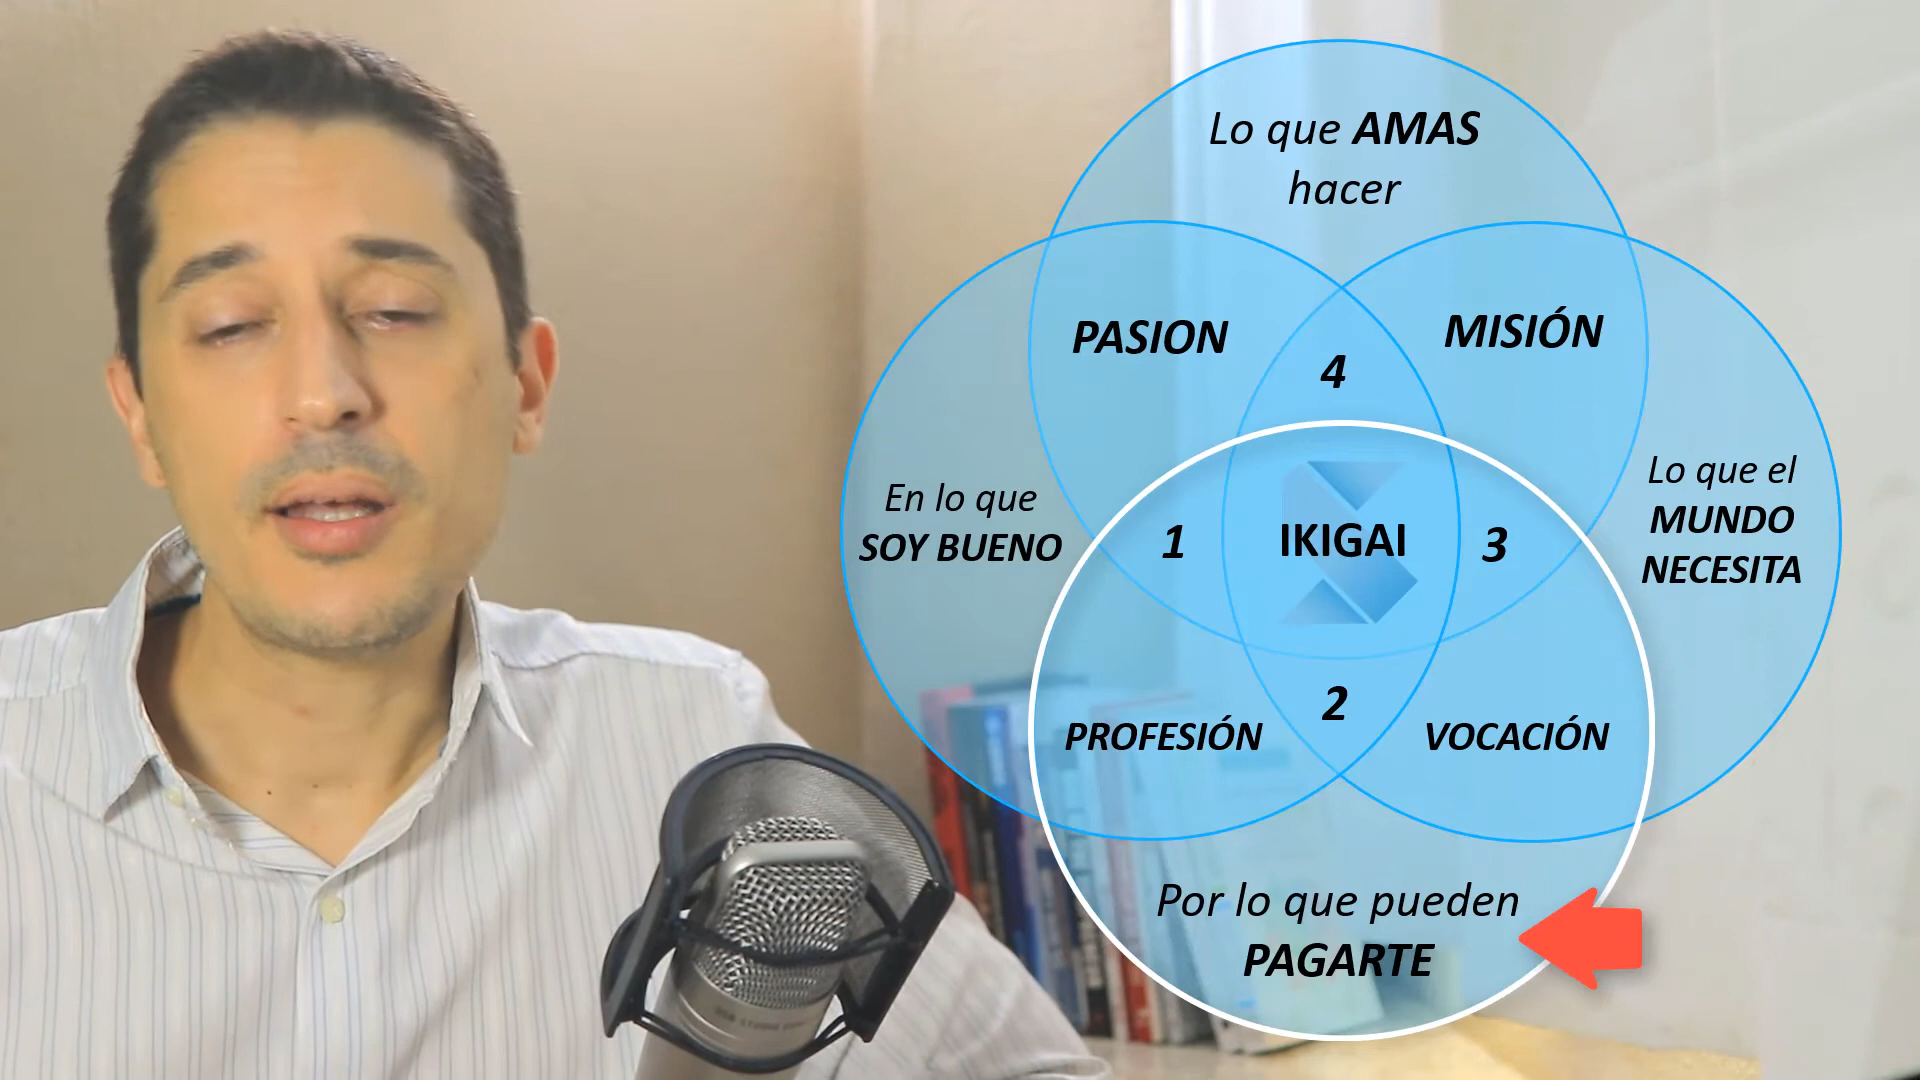 Lo que AMAS
hacer
PASION
MISIÓN
4
En lo que
SOY BUENO
Lo que el
MUNDO
NECESITA
1
IKIGAI
3
PROFESIÓN
2
VOCACIÓN
Por lo que pueden
PAGARTE